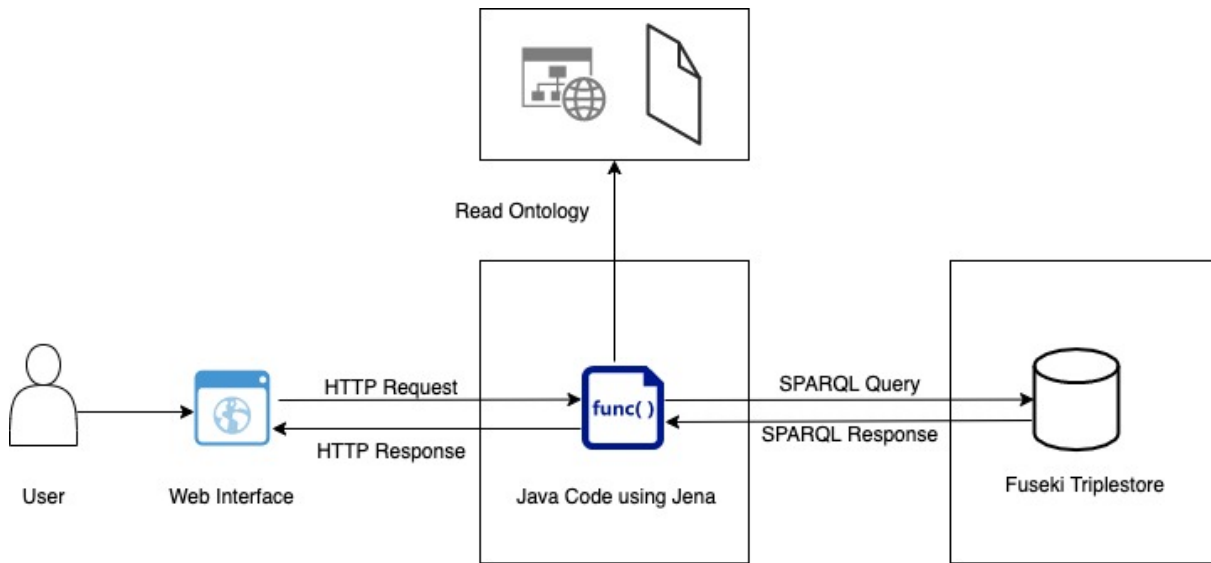 Read Ontology
HTTP Request
func( )
SPARQL Query
HTTP Response
SPARQL Response
User
Web Interface
Java Code using Jena
Fuseki Triplestore